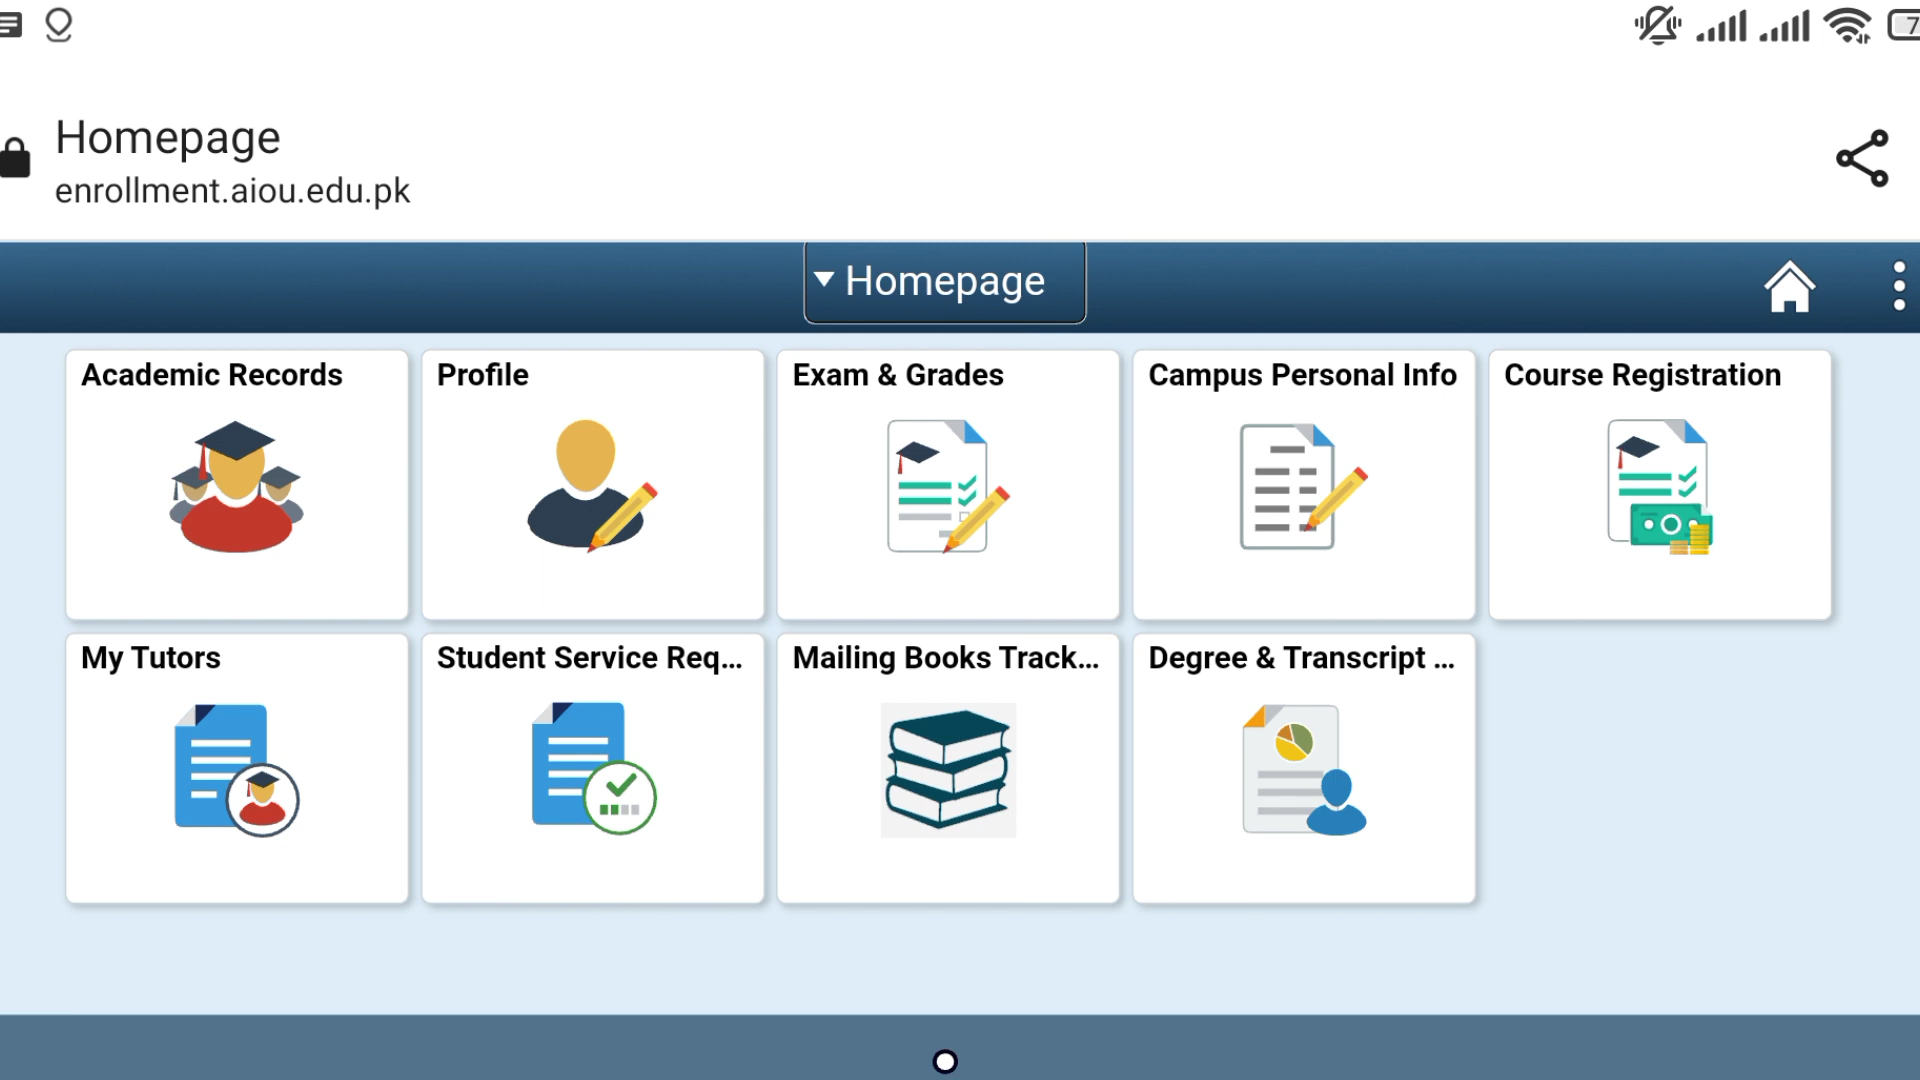 Homepage
enrollment.aiou.edu.pk
Homepage
Academic Records
Profile
Exam & Grades
Campus Personal Info
Course Registration
My Tutors
Student Service Req...
Mailing Books Track...
Degree & Transcript ...
7